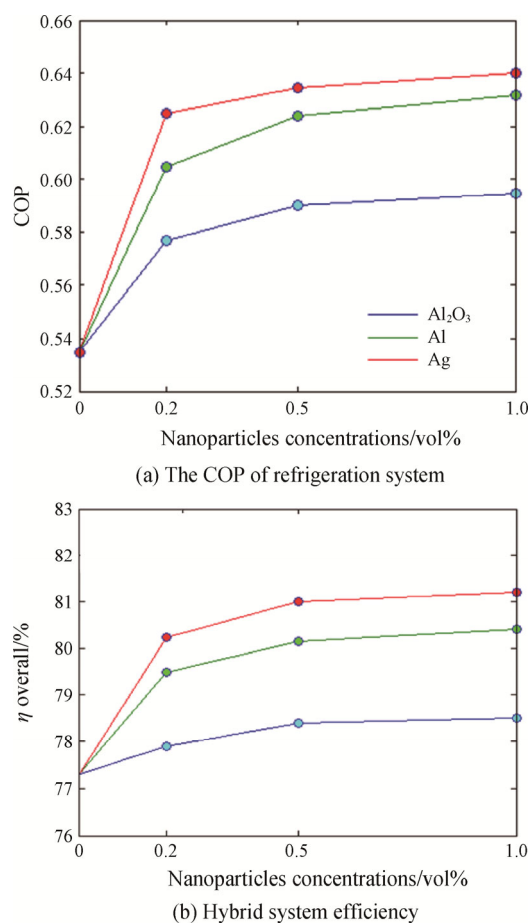 0.66
0.64
0.62
0.60
0.58
0.56
0.54
0.52
COP
Al₂O₃
Al
Ag
0 0.2 0.5 1.0
Nanoparticles concentrations/vol%
(a) The COP of refrigeration system
83
82
81
80
79
78
77
76
η overall/%
0 0.2 0.5 1.0
Nanoparticles concentrations/vol%
(b) Hybrid system efficiency